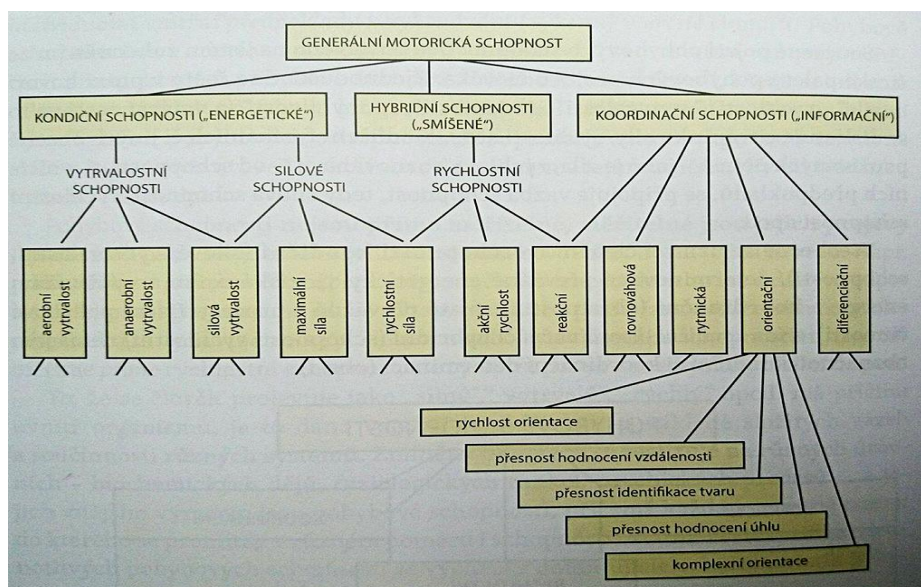 GENERÁLNÍ MOTORICKÁ SCHOPNOST
KONDIČNÍ SCHOPNOSTI („ENERGETICKÉ“)
HYBRIDNÍ SCHOPNOSTI
(„SMÍŠENÉ“)
KOORDINAČNÍ SCHOPNOSTI („INFORMAČNÍ“)
VYTRVALOSTNÍ
SCHOPNOSTI
SILOVÉ
SCHOPNOSTI
RYCHLOSTNÍ
SCHOPNOSTI
aerobní
vytrvalost
anaerobní
vytrvalost
silová
vytrvalost
maximální
síla
rychlostní
síla
akční
rychlost
reakční
rovnováhová
rytmická
orientační
diferenciační
rychlost orientace
přesnost hodnocení vzdálenosti
přesnost identifikace tvaru
přesnost hodnocení úhlu
komplexní orientace